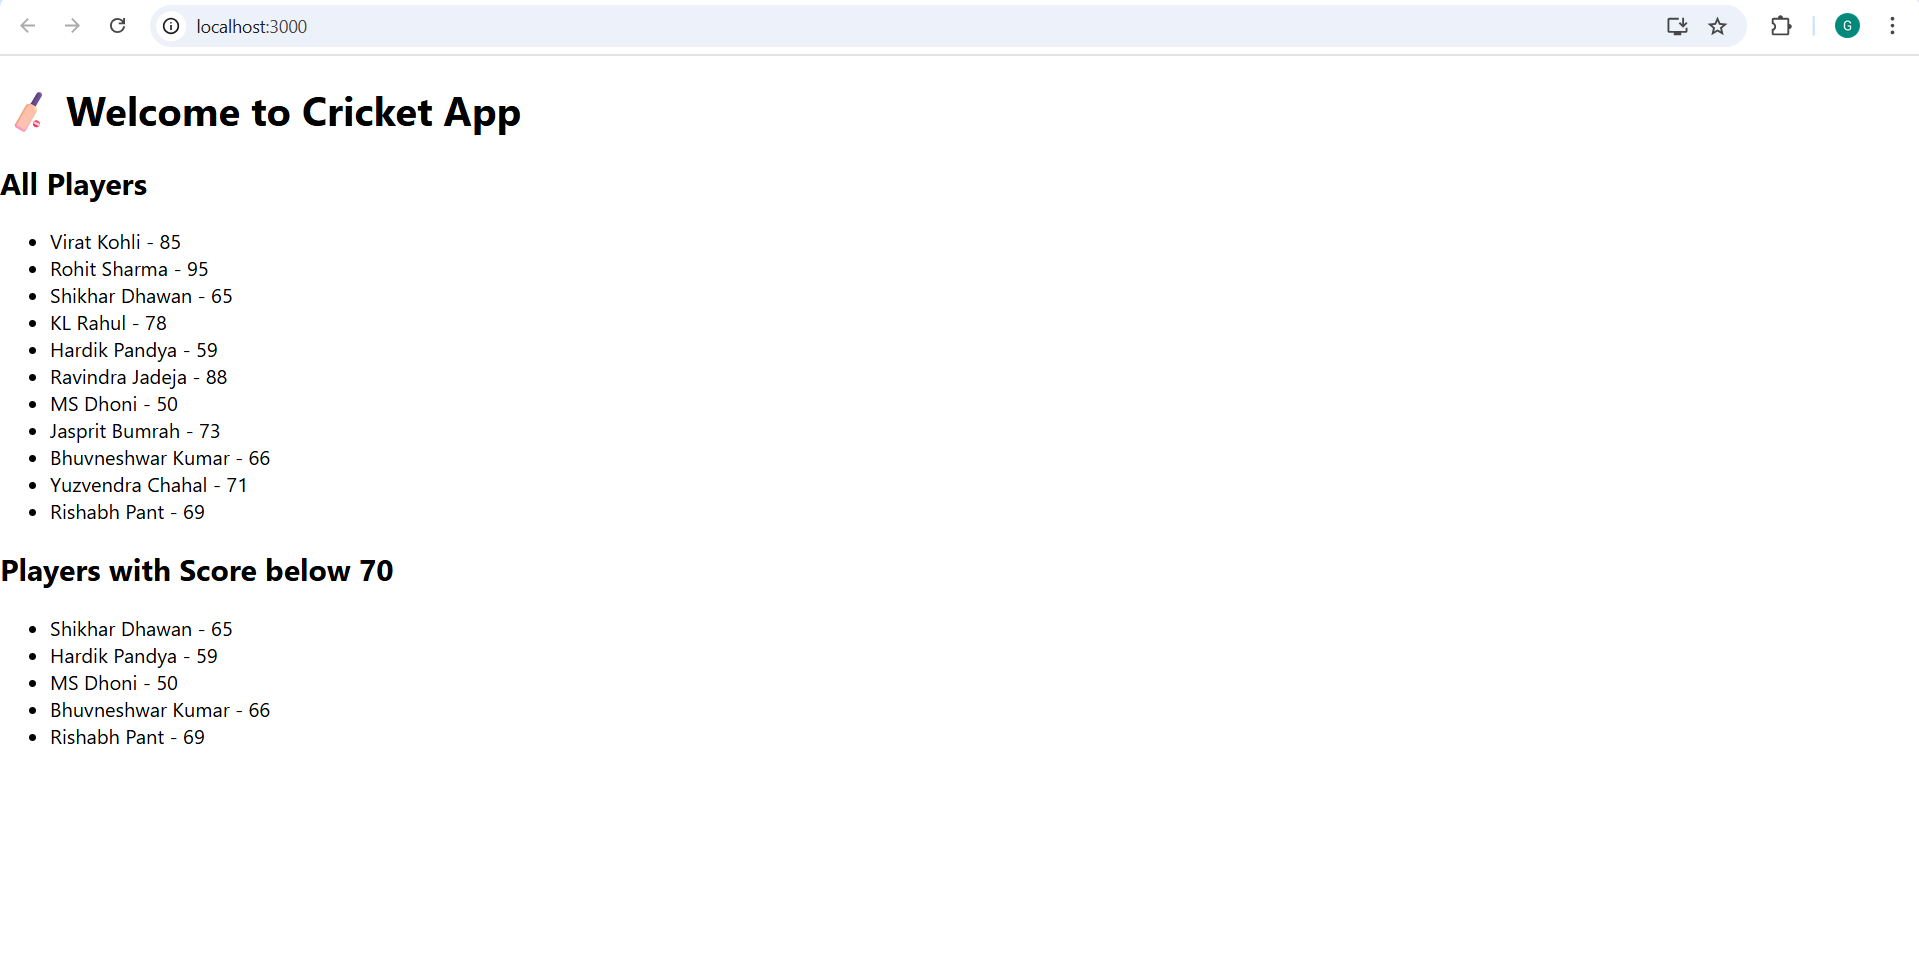 localhost:3000
G
🏏 Welcome to Cricket App
All Players
• Virat Kohli - 85
• Rohit Sharma - 95
• Shikhar Dhawan - 65
• KL Rahul - 78
• Hardik Pandya - 59
• Ravindra Jadeja - 88
• MS Dhoni - 50
• Jasprit Bumrah - 73
• Bhuvneshwar Kumar - 66
• Yuzvendra Chahal - 71
• Rishabh Pant - 69
Players with Score below 70
• Shikhar Dhawan - 65
• Hardik Pandya - 59
• MS Dhoni - 50
• Bhuvneshwar Kumar - 66
• Rishabh Pant - 69